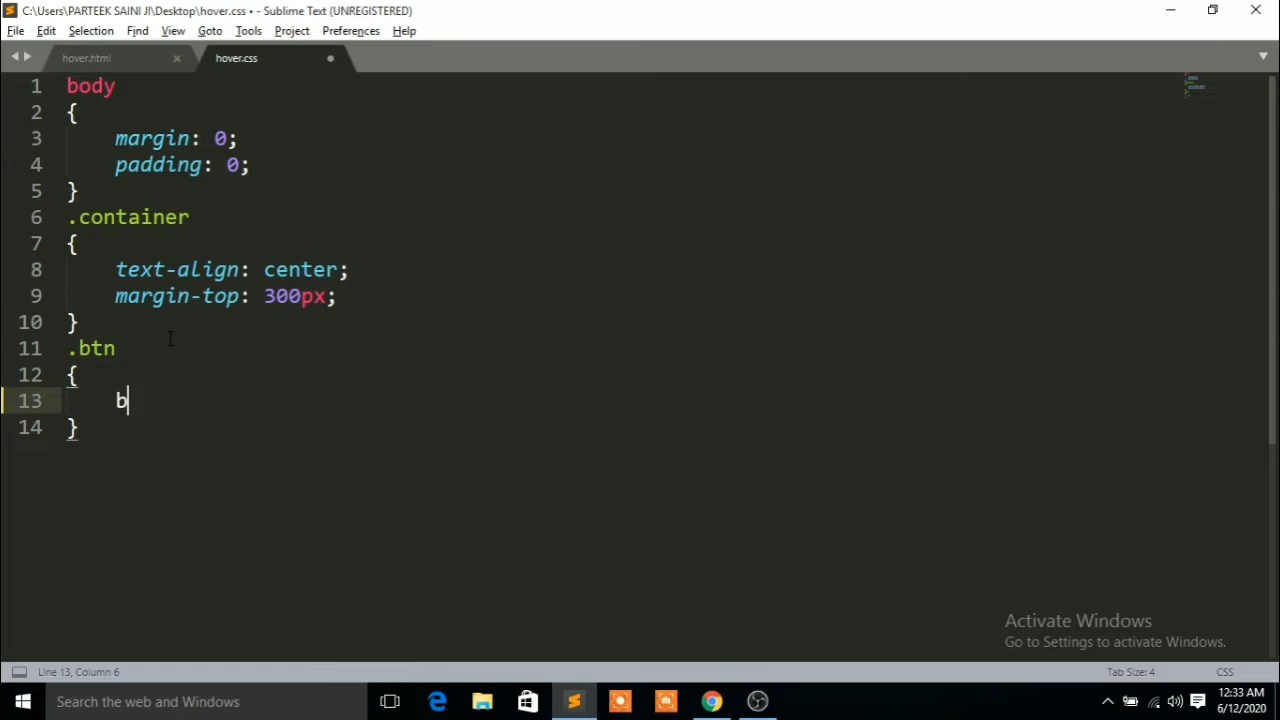 C:\Users\PARTEEK SAINI JI\Desktop\hover.css • - Sublime Text (UNREGISTERED)
File Edit Selection Find View Goto Tools Project Preferences Help
hover.html hover.css
1 body
2 {
3 margin: 0;
4 padding: 0;
5 }
6 .container
7 {
8 text-align: center;
9 margin-top: 300px;
10 }
11 .btn
12 {
13 b
14 }
Activate Windows
Go to Settings to activate Windows.
Line 13, Column 6 Tab Size: 4 CSS
Search the web and Windows
12:33 AM
6/12/2020